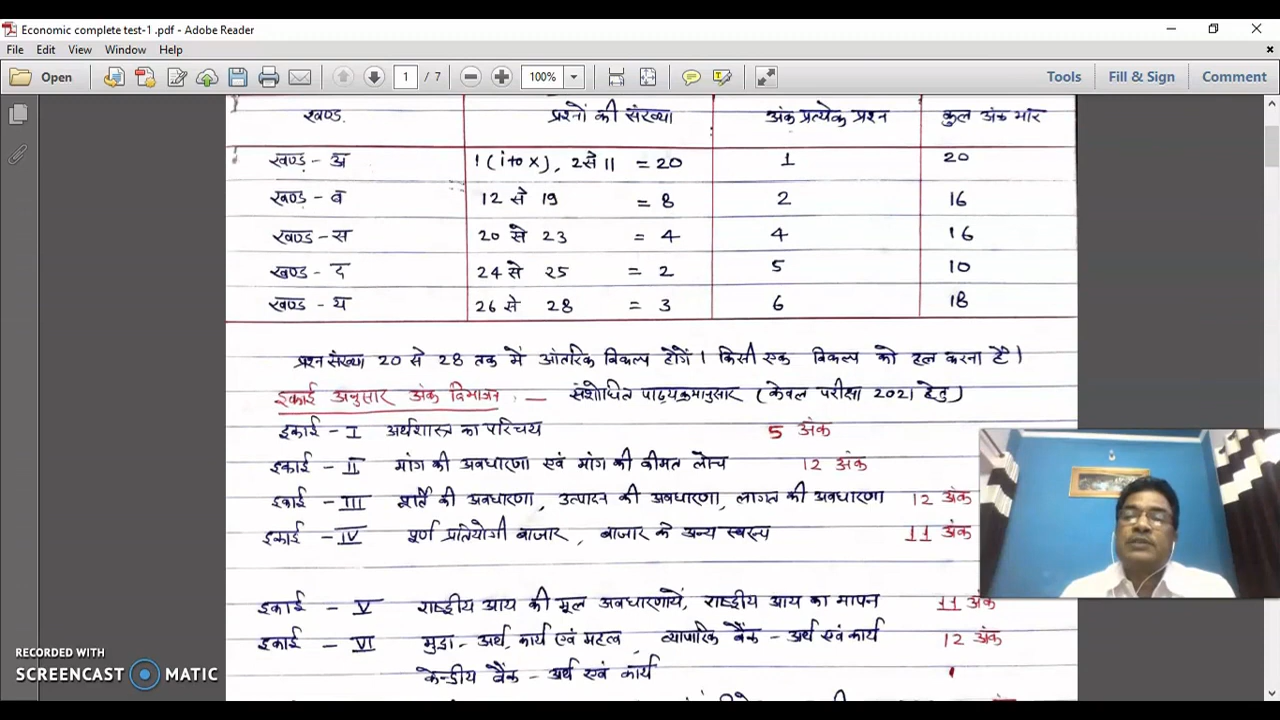 Economic complete test-1 .pdf - Adobe Reader
File Edit View Window Help
Open 1 / 7 100% Tools Fill & Sign Comment
खण्ड. प्रश्नों की संख्या अंक प्रत्येक प्रश्न कुल अंक भार
खण्ड - अ 1 (i to x), 2 से 11 = 20 1 20
खण्ड - ब 12 से 19 = 8 2 16
खण्ड - स 20 से 23 = 4 4 16
खण्ड - द 24 से 25 = 2 5 10
खण्ड - य 26 से 28 = 3 6 18
प्रश्न संख्या 20 से 28 तक में आंतरिक विकल्प होगें। किसी एक विकल्प को हल करना हैं।
इकाई अनुसार अंक विभाजन :— संशोधित पाठ्यक्रमानुसार (केवल परीक्षा 2021 हेतु)
इकाई - I अर्थशास्त्र का परिचय 5 अंक
इकाई - II मांग की अवधारणा एवं मांग की कीमत लोच 12 अंक
इकाई - III पूर्ति की अवधारणा, उत्पादन की अवधारणा, लागत की अवधारणा 12 अंक
इकाई - IV पूर्ण प्रतियोगी बाजार, बाजार के अन्य स्वरूप 11 अंक
इकाई - V राष्ट्रीय आय की मूल अवधारणायें, राष्ट्रीय आय का मापन 11 अंक
इकाई - VI मुद्रा - अर्थ, कार्य एवं महत्व, व्यापारिक बैंक - अर्थ एवं कार्य 12 अंक
केन्द्रीय बैंक - अर्थ एवं कार्य
RECORDED WITH
SCREENCAST MATIC